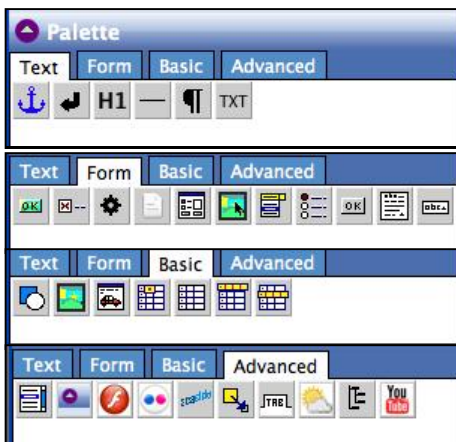 Palette
Text Form Basic Advanced
H1 TXT
Text Form Basic Advanced
OK OK abc
Text Form Basic Advanced
Text Form Basic Advanced
You Tube